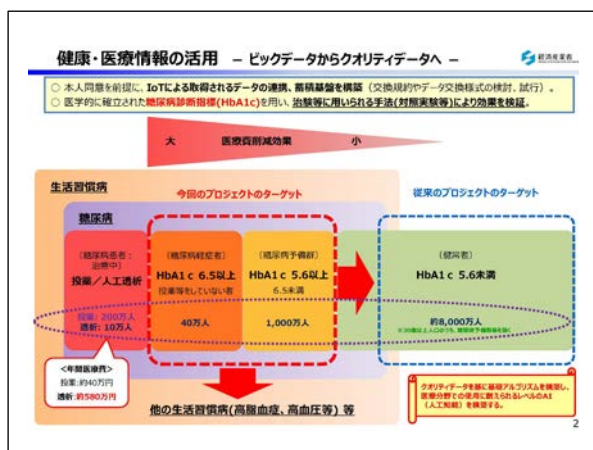 健康・医療情報の活用 － ビックデータからクオリティデータへ －
経済産業省
○ 本人同意を前提に、IoTによる取得されるデータの連携、蓄積基盤を構築（交換規約やデータ交換様式の検討、試行）。
○ 医学的に確立された糖尿病診断指標(HbA1c)を用い、治験等に用いられる手法(対照実験等)により効果を検証。
大 医療費削減効果 小
生活習慣病
今回のプロジェクトのターゲット
従来のプロジェクトのターゲット
糖尿病
（糖尿病患者：
治療中）
投薬／人工透析
投薬: 200万人
透析: 10万人
（糖尿病軽症者）
HbA1c 6.5以上
投薬等をしていない者
40万人
（糖尿病予備群）
HbA1c 5.6以上
6.5未満
1,000万人
（健常者）
HbA1c 5.6未満
約8,000万人
＜年間医療費＞
投薬：約40万円
透析：約580万円
他の生活習慣病(高脂血症、高血圧等) 等
クオリティデータを基に基礎アルゴリズムを構築し、
医療分野での使用に耐えられるレベルのAI
（人工知能）を構築する。
2